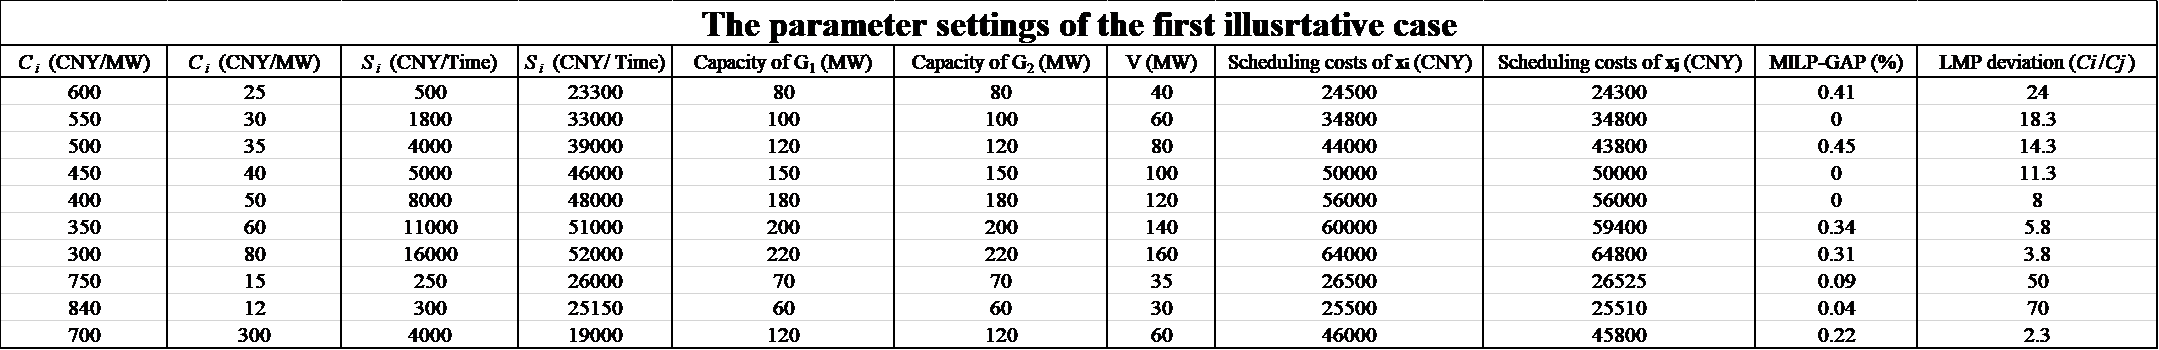 The parameter settings of the first illusrtative case
C i (CNY/MW) C i (CNY/MW) S i (CNY/Time) S i (CNY/ Time) Capacity of G1 (MW) Capacity of G2 (MW) V (MW) Scheduling costs of xi (CNY) Scheduling costs of xj (CNY) MILP-GAP (%) LMP deviation (Ci/Cj)
600 25 500 23300 80 80 40 24500 24300 0.41 24
550 30 1800 33000 100 100 60 34800 34800 0 18.3
500 35 4000 39000 120 120 80 44000 43800 0.45 14.3
450 40 5000 46000 150 150 100 50000 50000 0 11.3
400 50 8000 48000 180 180 120 56000 56000 0 8
350 60 11000 51000 200 200 140 60000 59400 0.34 5.8
300 80 16000 52000 220 220 160 64000 64800 0.31 3.8
750 15 250 26000 70 70 35 26500 26525 0.09 50
840 12 300 25150 60 60 30 25500 25510 0.04 70
700 300 4000 19000 120 120 60 46000 45800 0.22 2.3